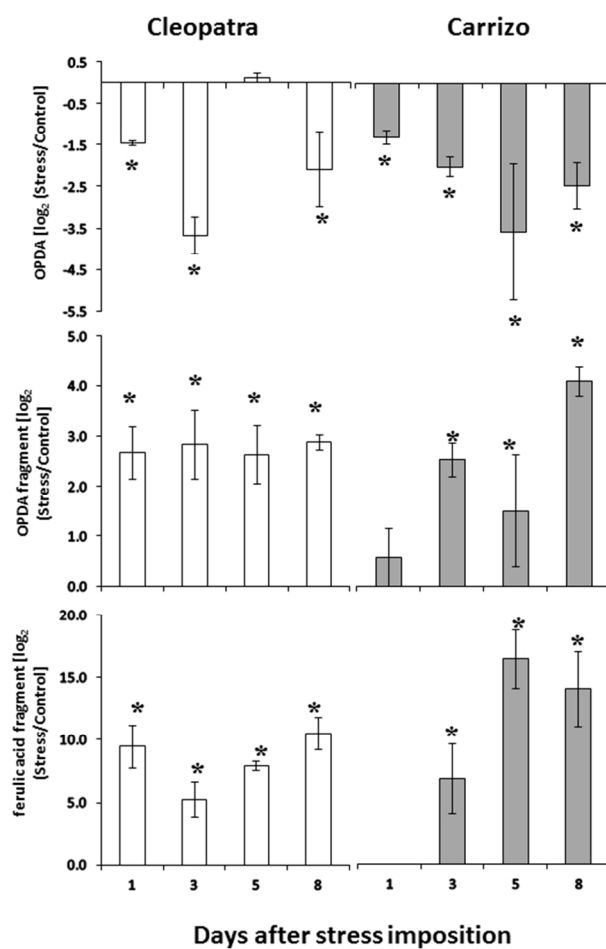 Cleopatra Carrizo
OPDA [log₂ (Stress/Control)]
0.5
-0.5
-1.5
-2.5
-3.5
-4.5
-5.5
* * *
* * * *
OPDA fragment [log₂
(Stress/Control]
5.0
4.0
3.0
2.0
1.0
0.0
* * * *
* * *
ferulic acid fragment [log₂
(Stress/Control]
20.0
15.0
10.0
5.0
0.0
* * * *
* * *
1 3 5 8 1 3 5 8
Days after stress imposition